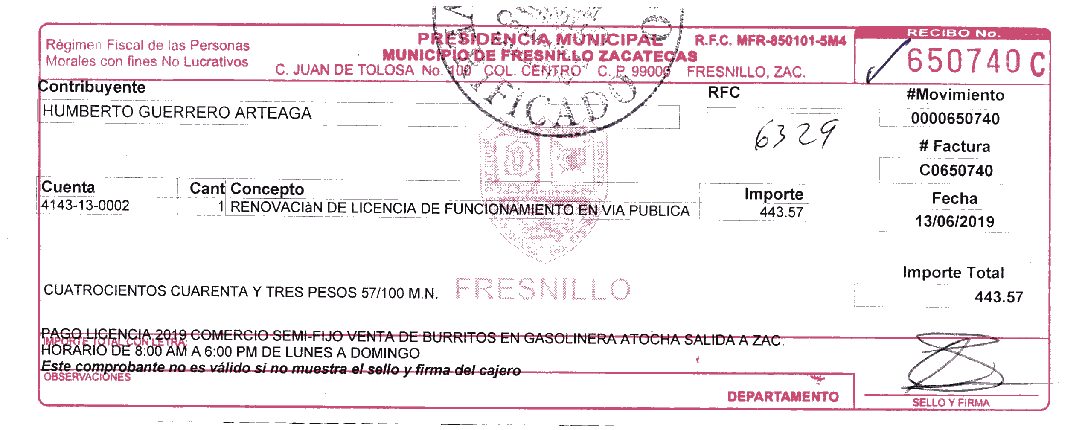 Régimen Fiscal de las Personas
Morales con fines No Lucrativos
PRESIDENCIA MUNICIPAL
MUNICIPIO DE FRESNILLO ZACATECAS
C. JUAN DE TOLOSA No. 100 COL. CENTRO C. P. 99000 FRESNILLO, ZAC.
R.F.C. MFR-850101-5M4
RECIBO No.
650740 C
IFICADO
Contribuyente
HUMBERTO GUERRERO ARTEAGA
RFC
6329
#Movimiento
0000650740
# Factura
C0650740
Fecha
13/06/2019
Cuenta Cant Concepto Importe
4143-13-0002 1 RENOVACIàN DE LICENCIA DE FUNCIONAMIENTO EN VIA PUBLICA 443.57
Importe Total
443.57
CUATROCIENTOS CUARENTA Y TRES PESOS 57/100 M.N.
FRESNILLO
PAGO LICENCIA 2019 COMERCIO SEMI-FIJO VENTA DE BURRITOS EN GASOLINERA ATOCHA SALIDA A ZAC.
IMPORTE TOTAL CON LETRA:
HORARIO DE 8:00 AM A 6:00 PM DE LUNES A DOMINGO
Este comprobante no es válido si no muestra el sello y firma del cajero
OBSERVACIONES
DEPARTAMENTO
SELLO Y FIRMA